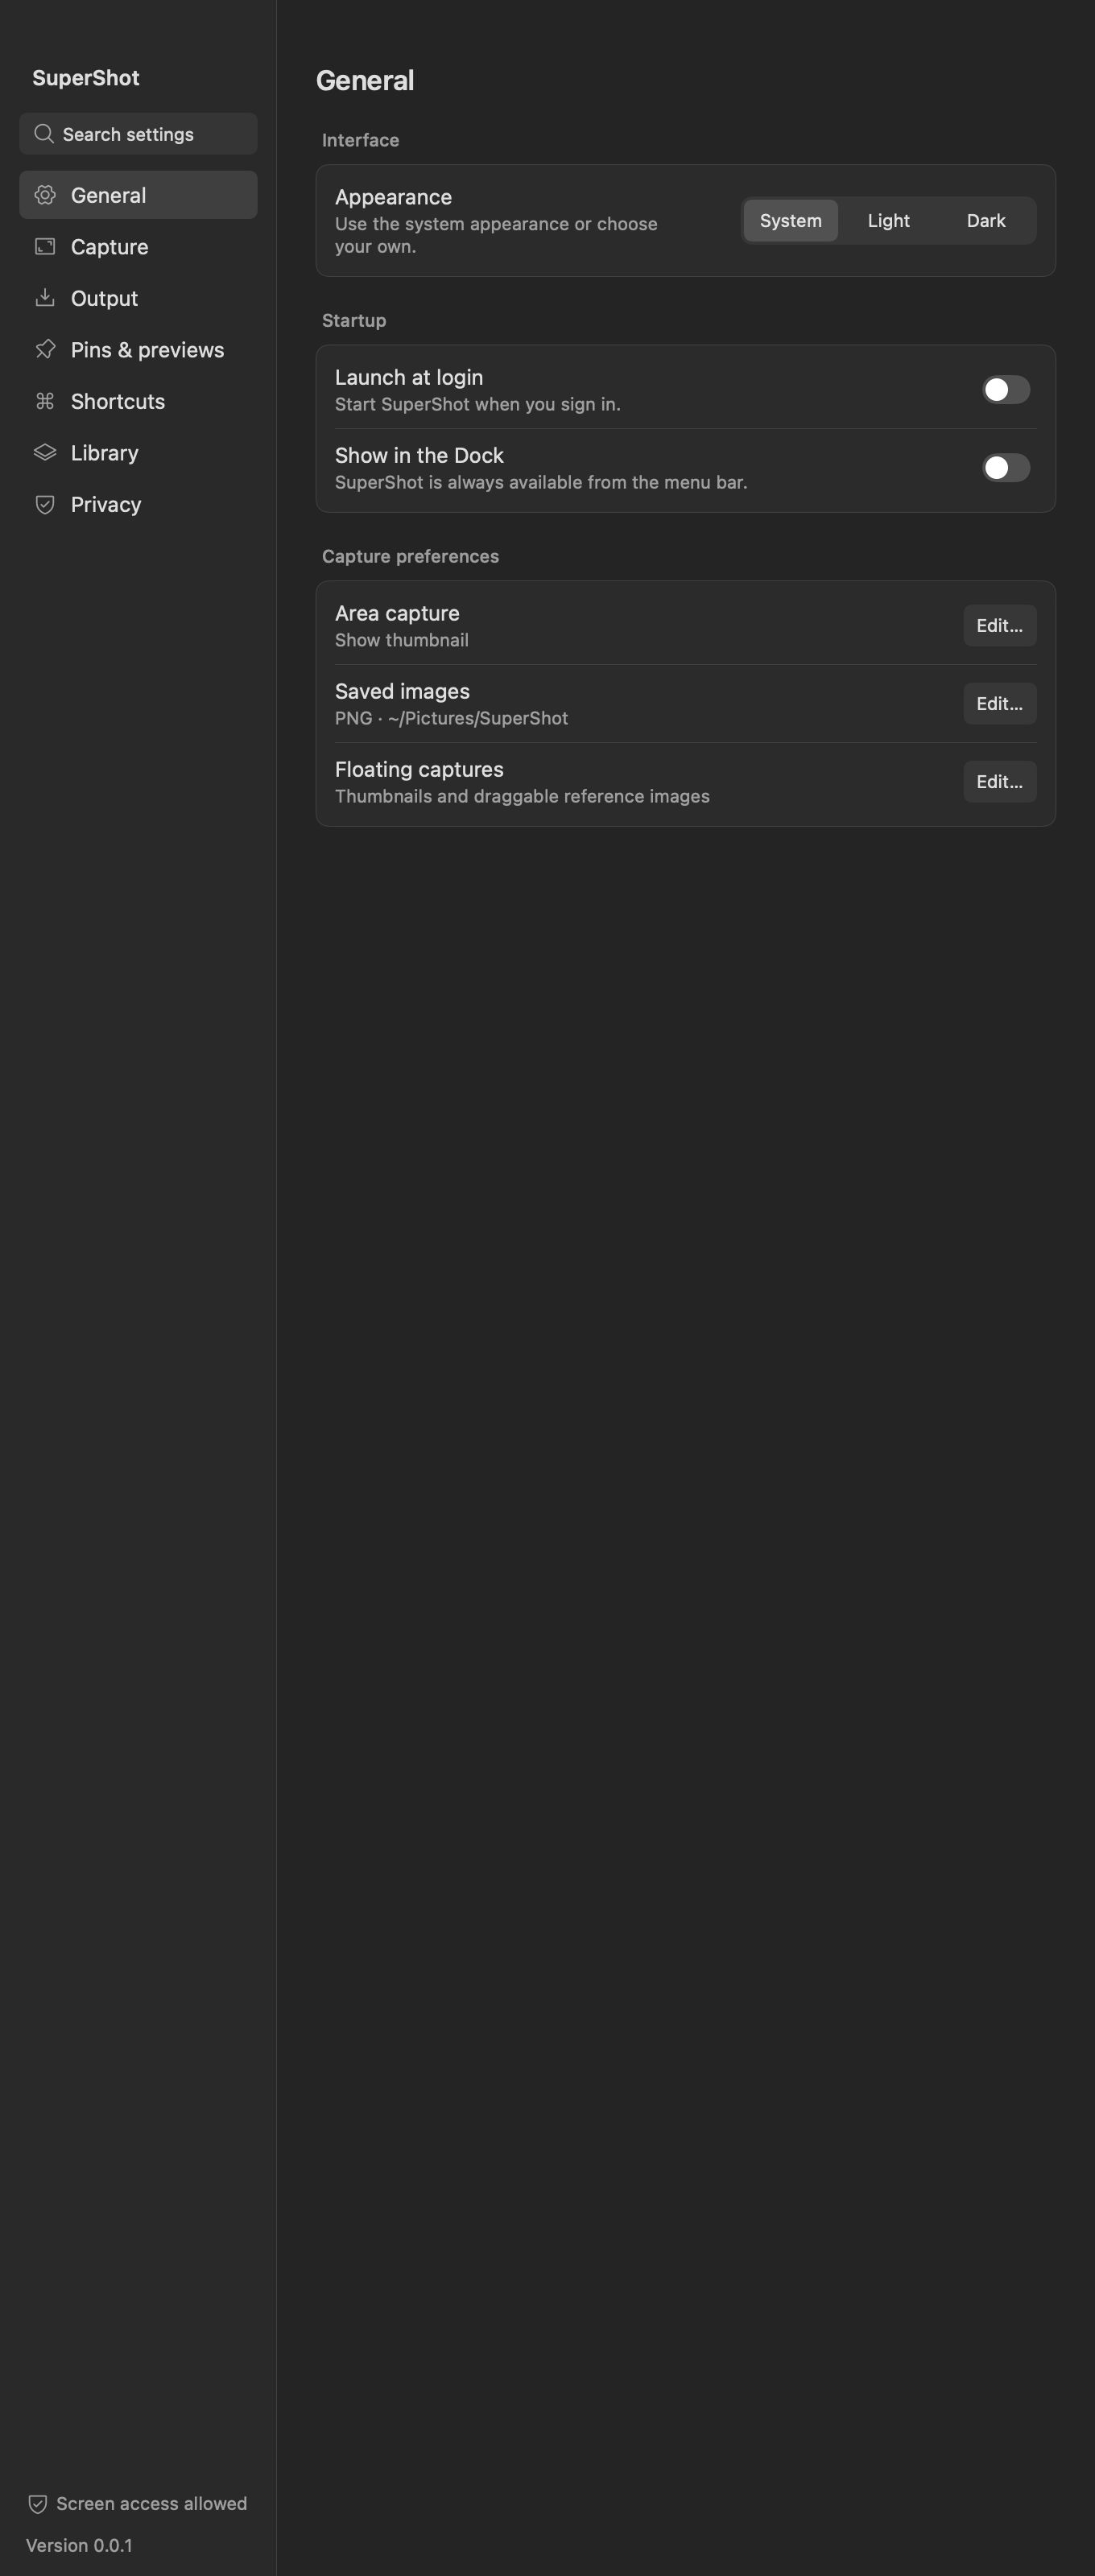 SuperShot
Search settings
General
Capture
Output
Pins & previews
Shortcuts
Library
Privacy
Screen access allowed
Version 0.0.1
General
Interface
Appearance
Use the system appearance or choose
your own.
System Light Dark
Startup
Launch at login
Start SuperShot when you sign in.
Show in the Dock
SuperShot is always available from the menu bar.
Capture preferences
Area capture
Show thumbnail
Edit...
Saved images
PNG · ~/Pictures/SuperShot
Edit...
Floating captures
Thumbnails and draggable reference images
Edit...